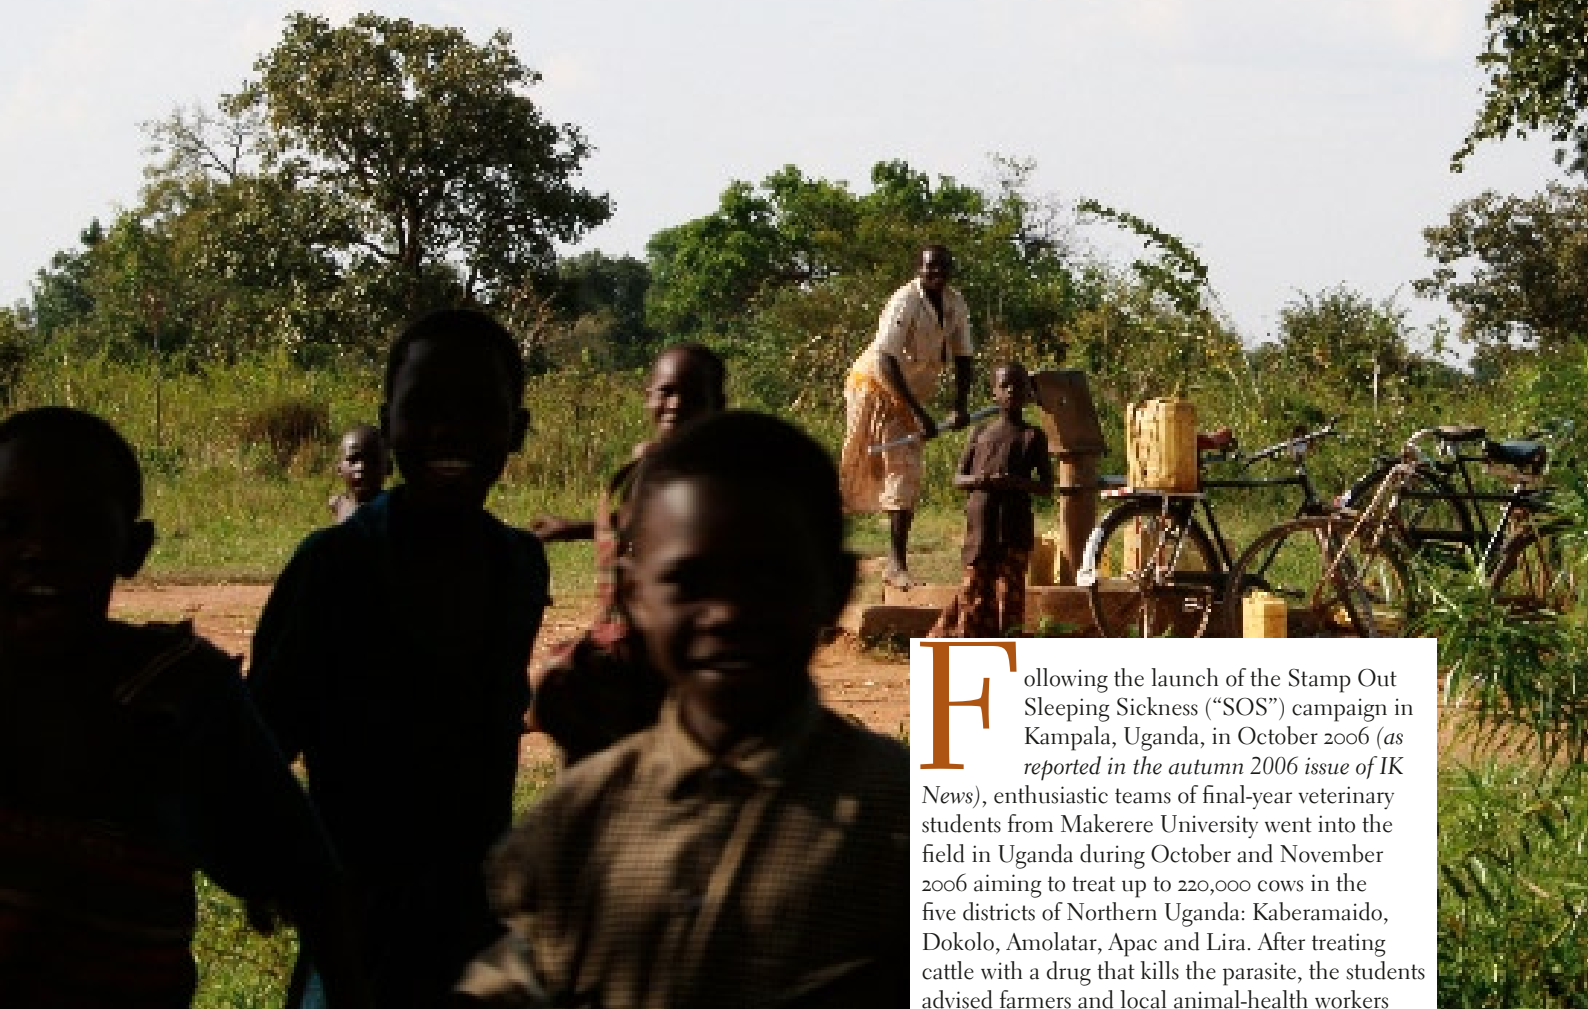 Following the launch of the Stamp Out
Sleeping Sickness (“SOS”) campaign in
Kampala, Uganda, in October 2006 (as
reported in the autumn 2006 issue of IK
News), enthusiastic teams of final-year veterinary
students from Makerere University went into the
field in Uganda during October and November
2006 aiming to treat up to 220,000 cows in the
five districts of Northern Uganda: Kaberamaido,
Dokolo, Amolatar, Apac and Lira. After treating
cattle with a drug that kills the parasite, the students
advised farmers and local animal-health workers